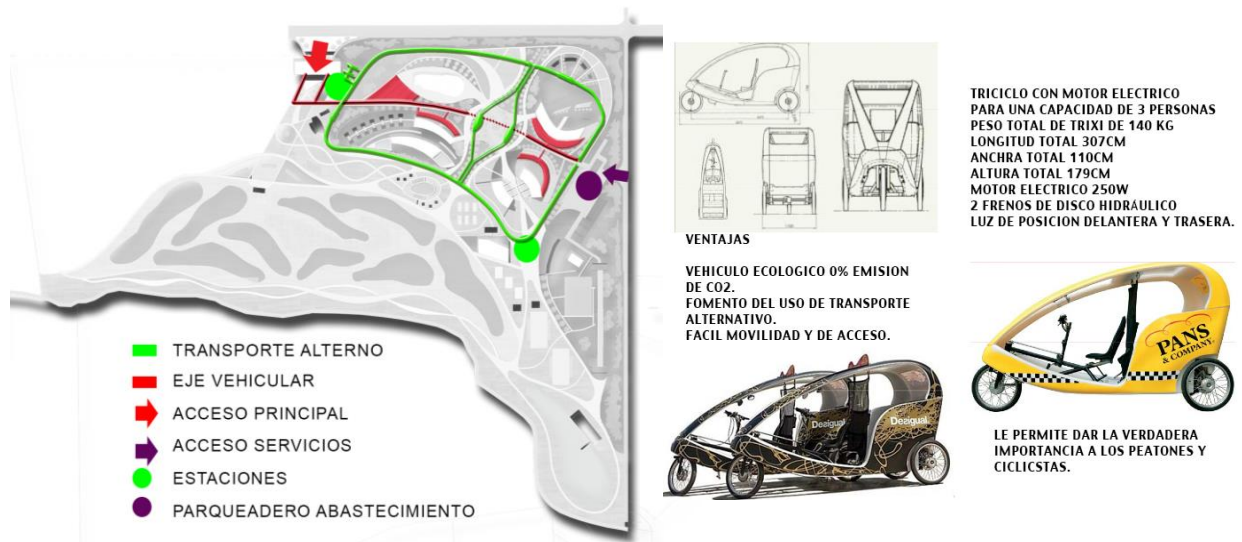 TRANSPORTE ALTERNO
EJE VEHICULAR
ACCESO PRINCIPAL
ACCESO SERVICIOS
ESTACIONES
PARQUEADERO ABASTECIMIENTO
VENTAJAS
VEHICULO ECOLOGICO 0% EMISION
DE CO2.
FOMENTO DEL USO DE TRANSPORTE
ALTERNATIVO.
FACIL MOVILIDAD Y DE ACCESO.
Desigual
Desigual.
TRICICLO CON MOTOR ELECTRICO
PARA UNA CAPACIDAD DE 3 PERSONAS
PESO TOTAL DE TRIXI DE 140 KG
LONGITUD TOTAL 307CM
ANCHRA TOTAL 110CM
ALTURA TOTAL 179CM
MOTOR ELECTRICO 250W
2 FRENOS DE DISCO HIDRÁULICO
LUZ DE POSICION DELANTERA Y TRASERA.
PANS
& COMPANY.
LE PERMITE DAR LA VERDADERA
IMPORTANCIA A LOS PEATONES Y
CICLICSTAS.